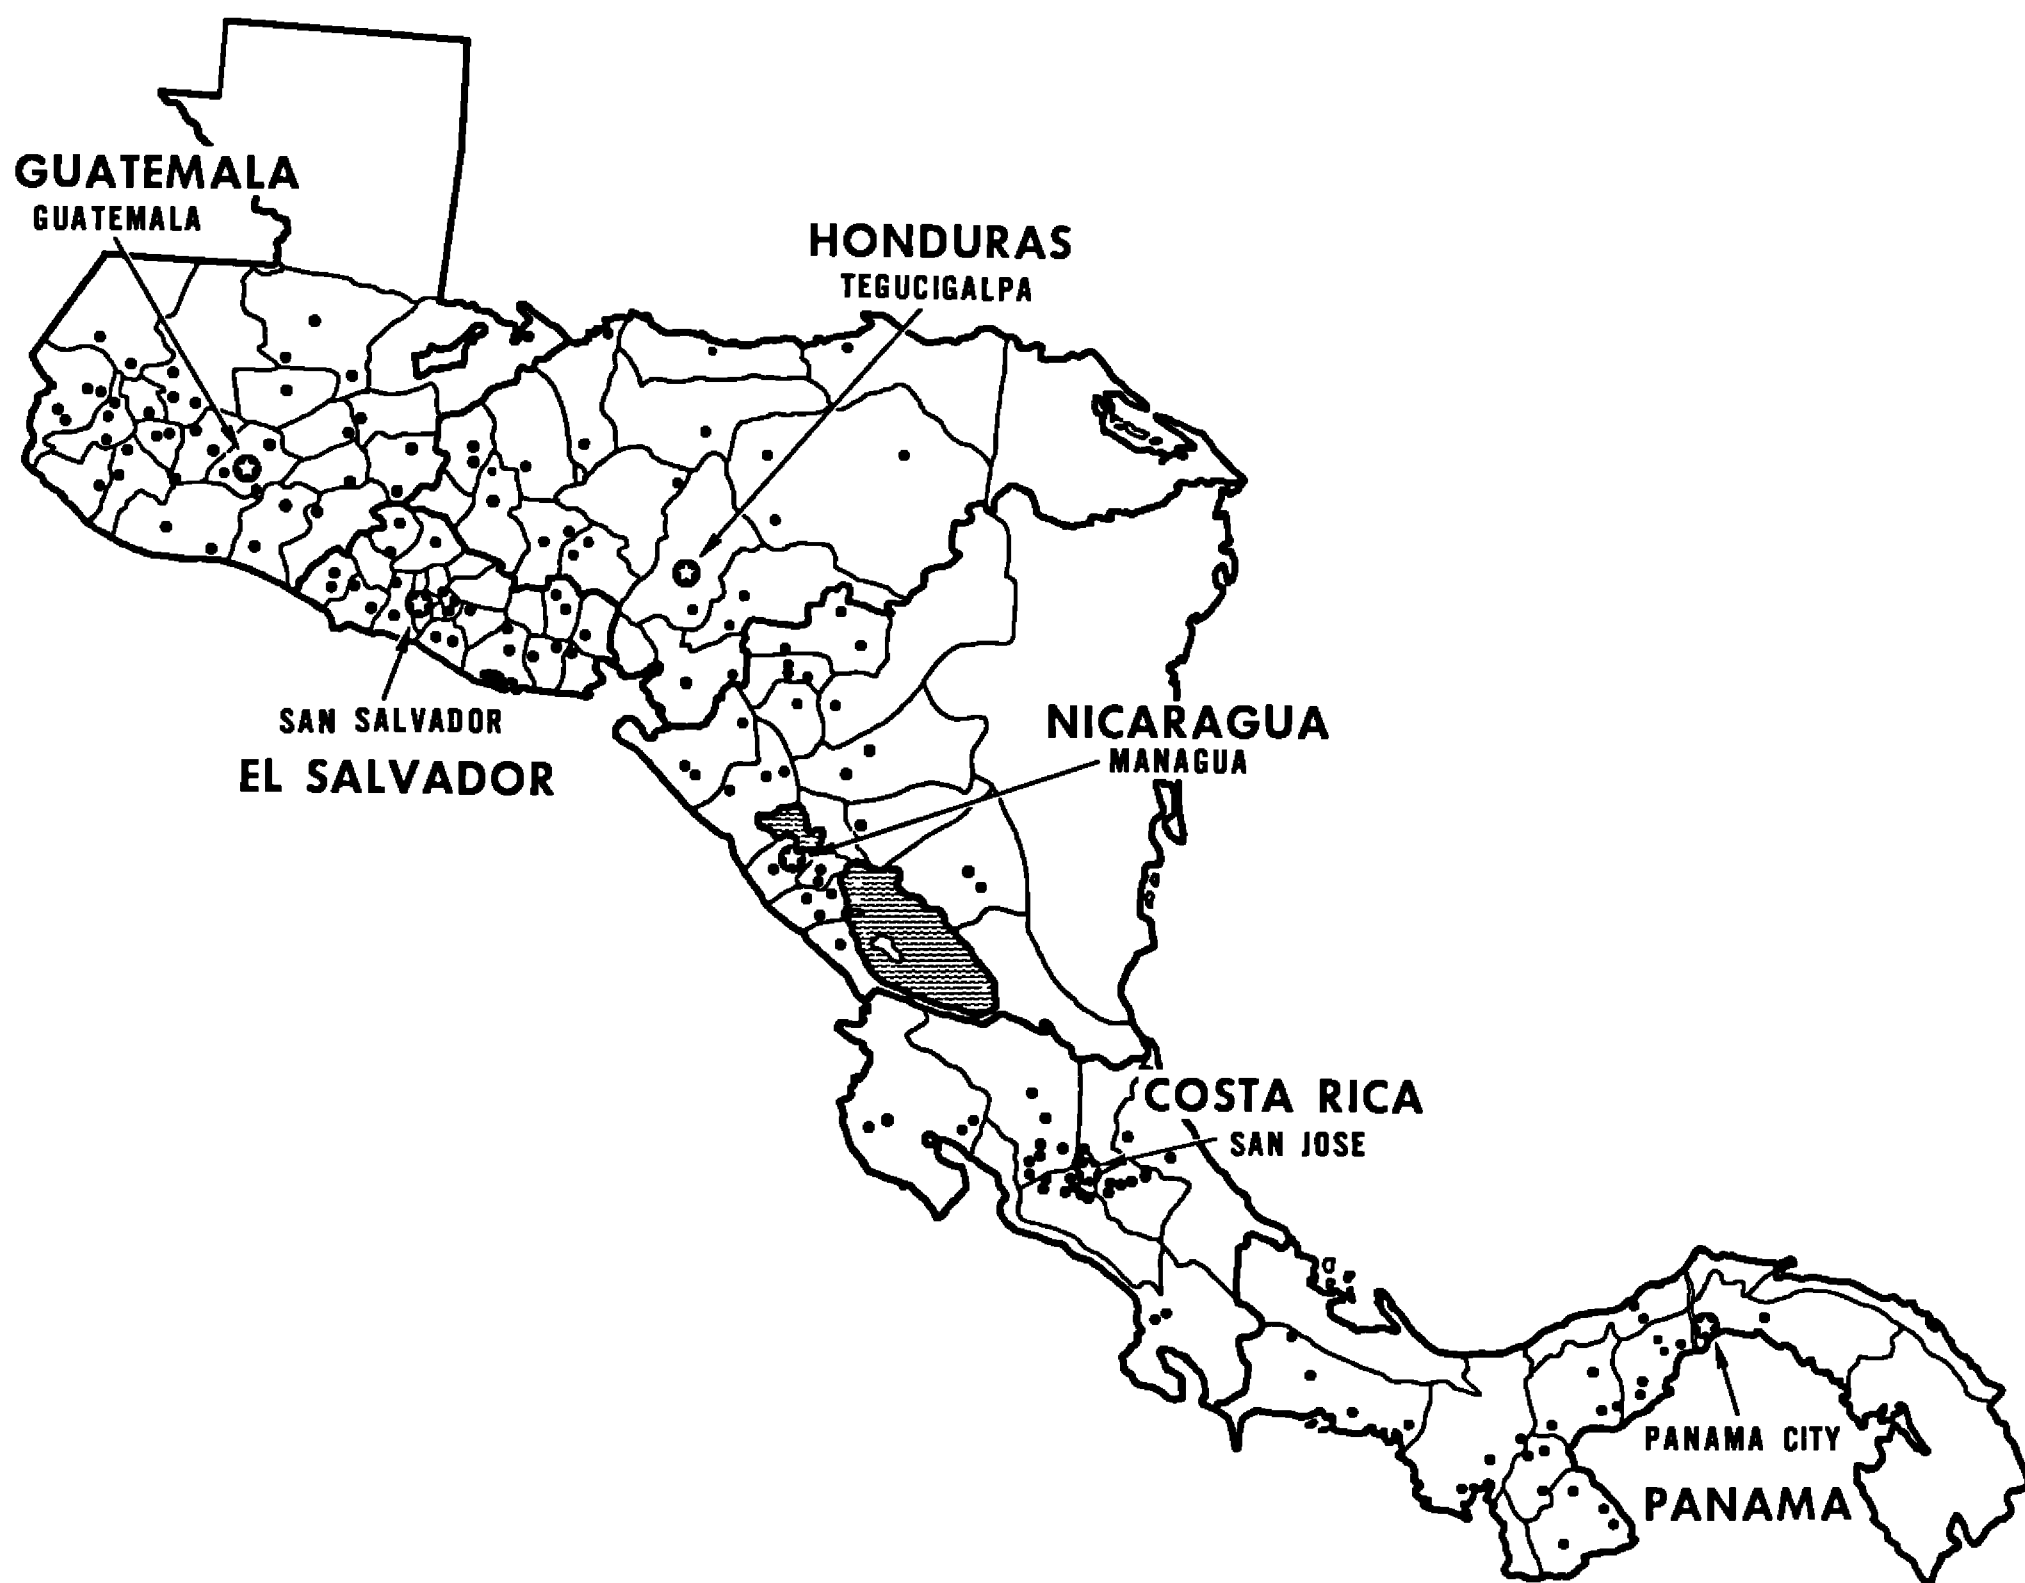 GUATEMALA
GUATEMALA
HONDURAS
TEGUCIGALPA
SAN SALVADOR
EL SALVADOR
NICARAGUA
MANAGUA
COSTA RICA
SAN JOSE
PANAMA CITY
PANAMA